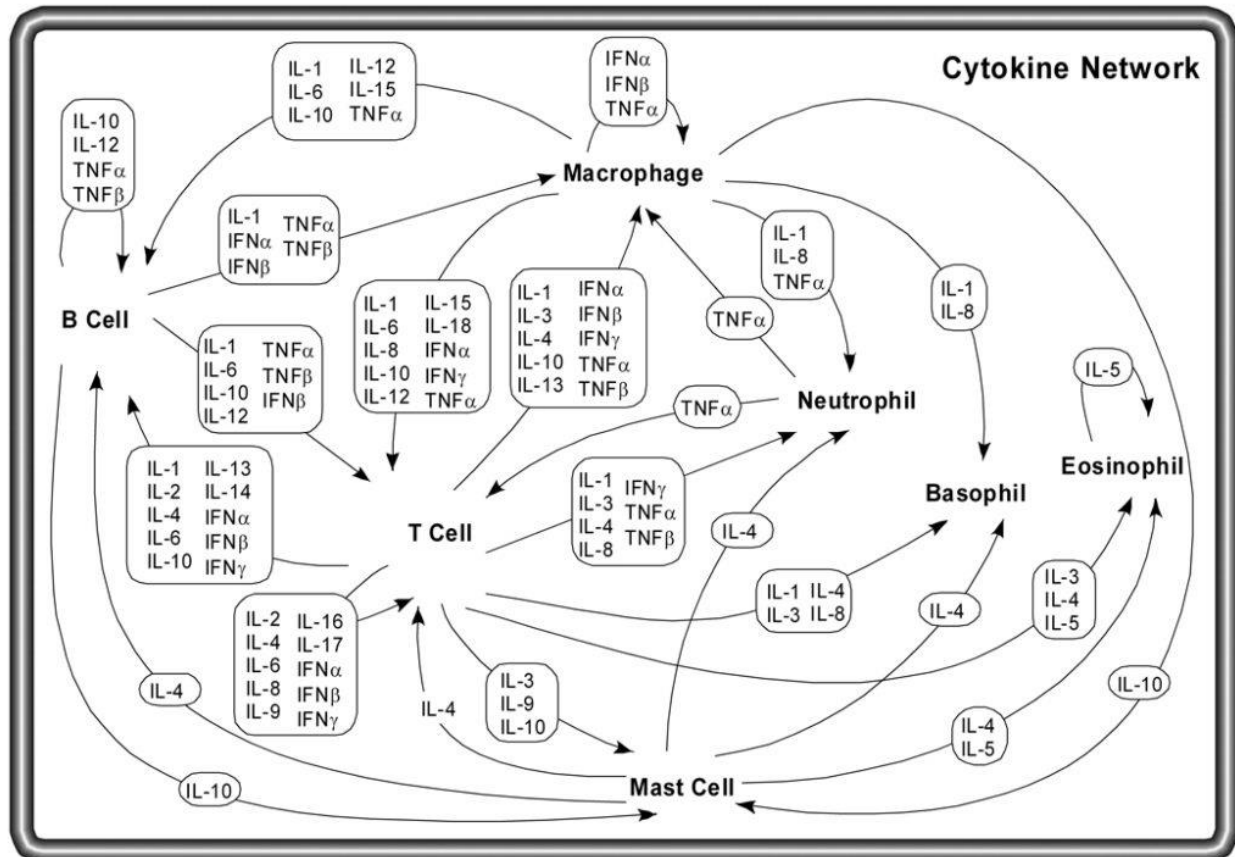 Cytokine Network
IL-1 IL-12
IL-6 IL-15
IL-10 TNFα
IFNα
IFNβ
TNFα
IL-10
IL-12
TNFα
TNFβ
Macrophage
IL-1 TNFα
IFNα TNFβ
IFNβ
IL-1
IL-8
TNFα
IL-1
IL-8
B Cell
IL-1 IL-15
IL-6 IL-18
IL-8 IFNα
IL-10 IFNγ
IL-12 TNFα
IL-1 IFNα
IL-3 IFNβ
IL-4 IFNγ
IL-10 TNFα
IL-13 TNFβ
TNFα
IL-1 TNFα
IL-6 TNFβ
IL-10 IFNβ
IL-12
IL-5
TNFα
Neutrophil
Eosinophil
IL-1 IL-13
IL-2 IL-14
IL-4 IFNα
IL-6 IFNβ
IL-10 IFNγ
T Cell
IL-1 IFNγ
IL-3 TNFα
IL-4 TNFβ
IL-8
Basophil
IL-4
IL-1 IL-4
IL-3 IL-8
IL-4
IL-3
IL-4
IL-5
IL-2 IL-16
IL-4 IL-17
IL-6 IFNα
IL-8 IFNβ
IL-9 IFNγ
IL-4
IL-4
IL-3
IL-9
IL-10
IL-10
IL-4
IL-5
IL-10
Mast Cell